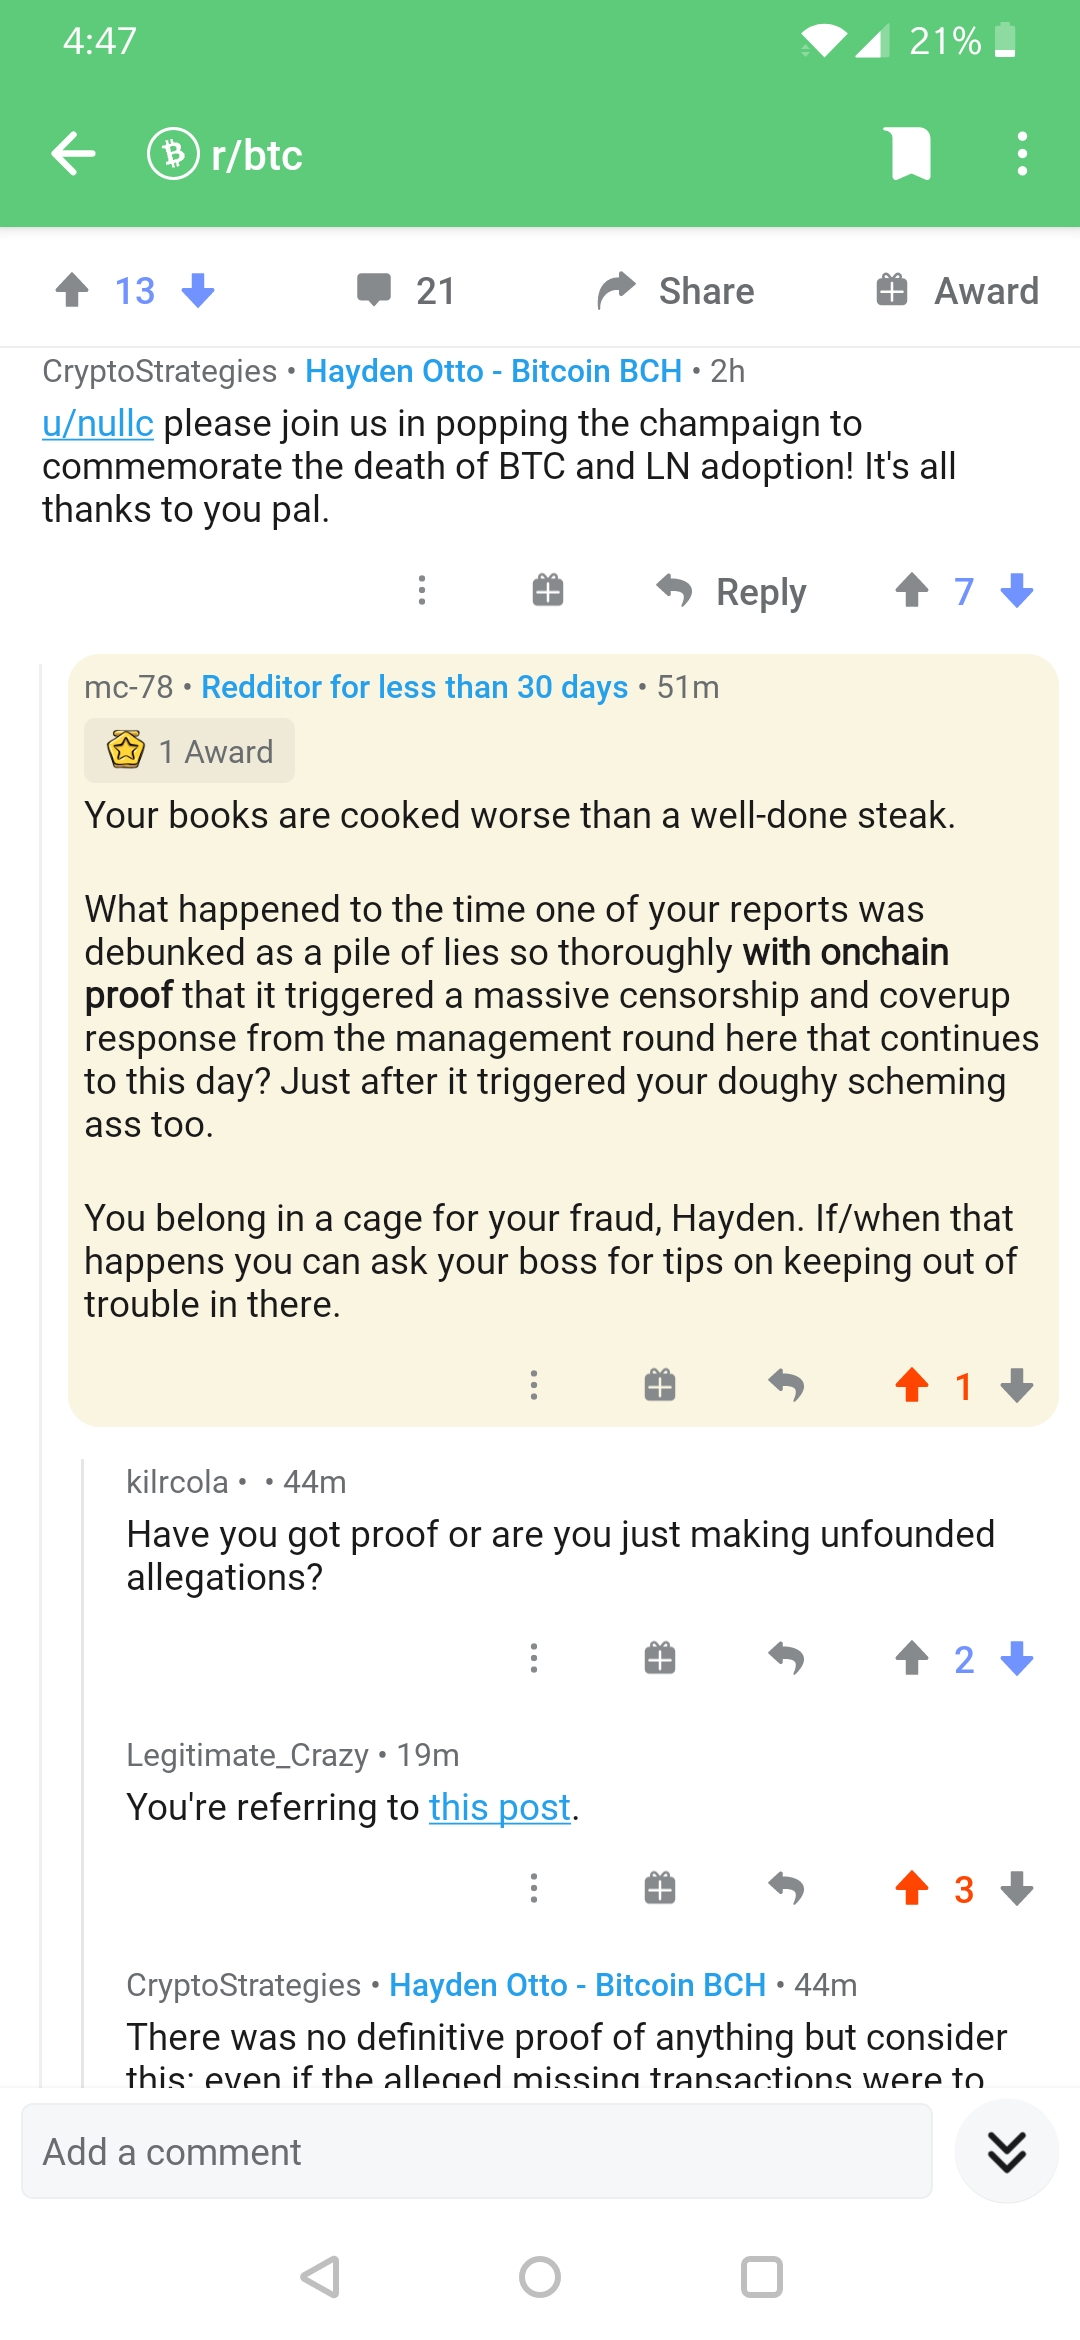 4:47
21%
r/btc
13
21
Share
Award
CryptoStrategies • Hayden Otto - Bitcoin BCH • 2h
u/nullc please join us in popping the champaign to
commemorate the death of BTC and LN adoption! It's all
thanks to you pal.
Reply
7
mc-78 • Redditor for less than 30 days • 51m
1 Award
Your books are cooked worse than a well-done steak.
What happened to the time one of your reports was
debunked as a pile of lies so thoroughly with onchain
proof that it triggered a massive censorship and coverup
response from the management round here that continues
to this day? Just after it triggered your doughy scheming
ass too.
You belong in a cage for your fraud, Hayden. If/when that
happens you can ask your boss for tips on keeping out of
trouble in there.
1
kilrcola • • 44m
Have you got proof or are you just making unfounded
allegations?
2
Legitimate_Crazy • 19m
You're referring to this post.
3
CryptoStrategies • Hayden Otto - Bitcoin BCH • 44m
There was no definitive proof of anything but consider
this: even if the alleged missing transactions were to
Add a comment